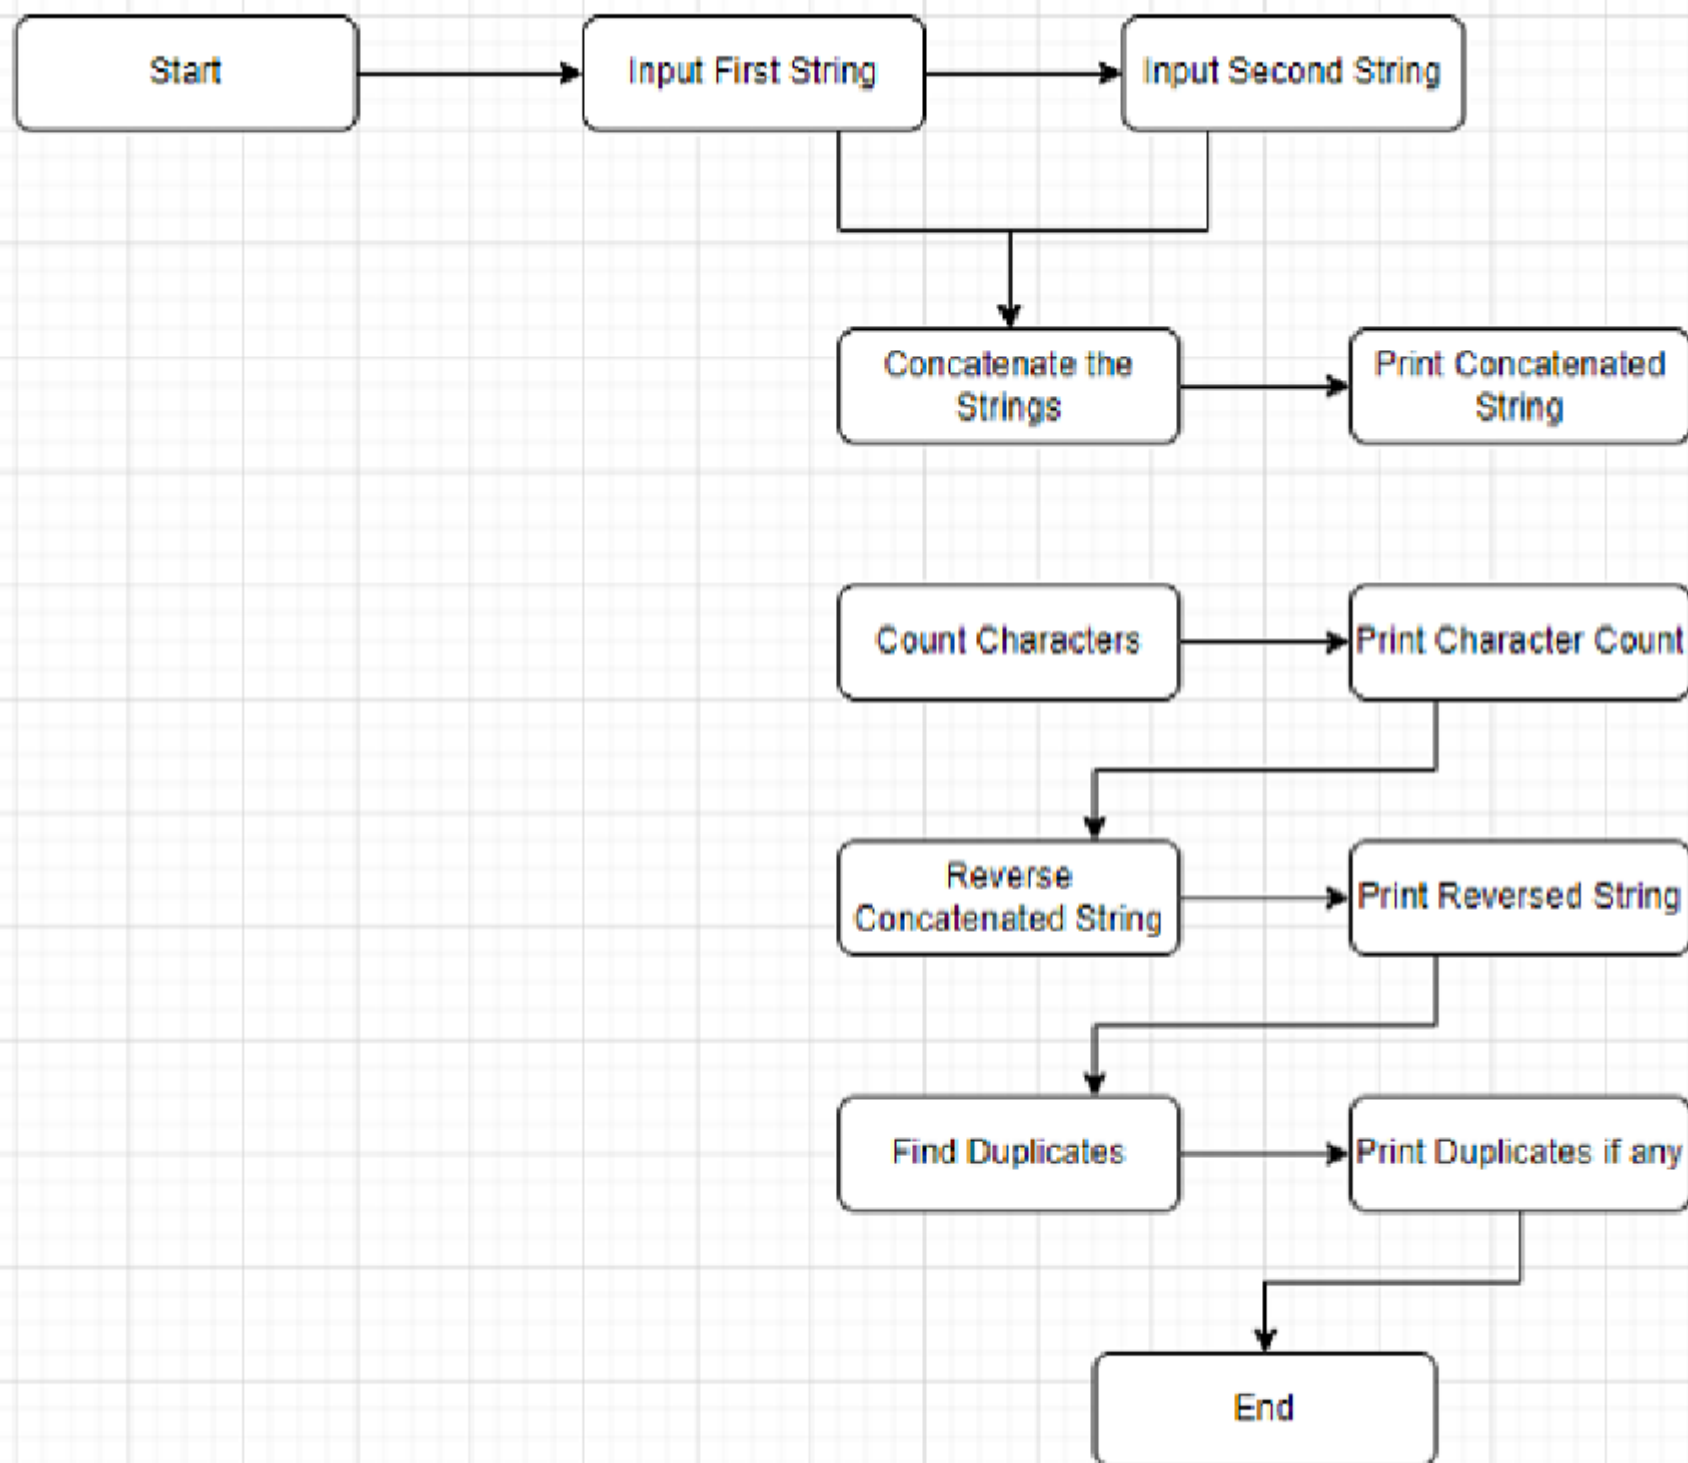 Start
Input First String
Input Second String
Concatenate the
Strings
Print Concatenated
String
Count Characters
Print Character Count
Reverse
Concatenated String
Print Reversed String
Find Duplicates
Print Duplicates if any
End